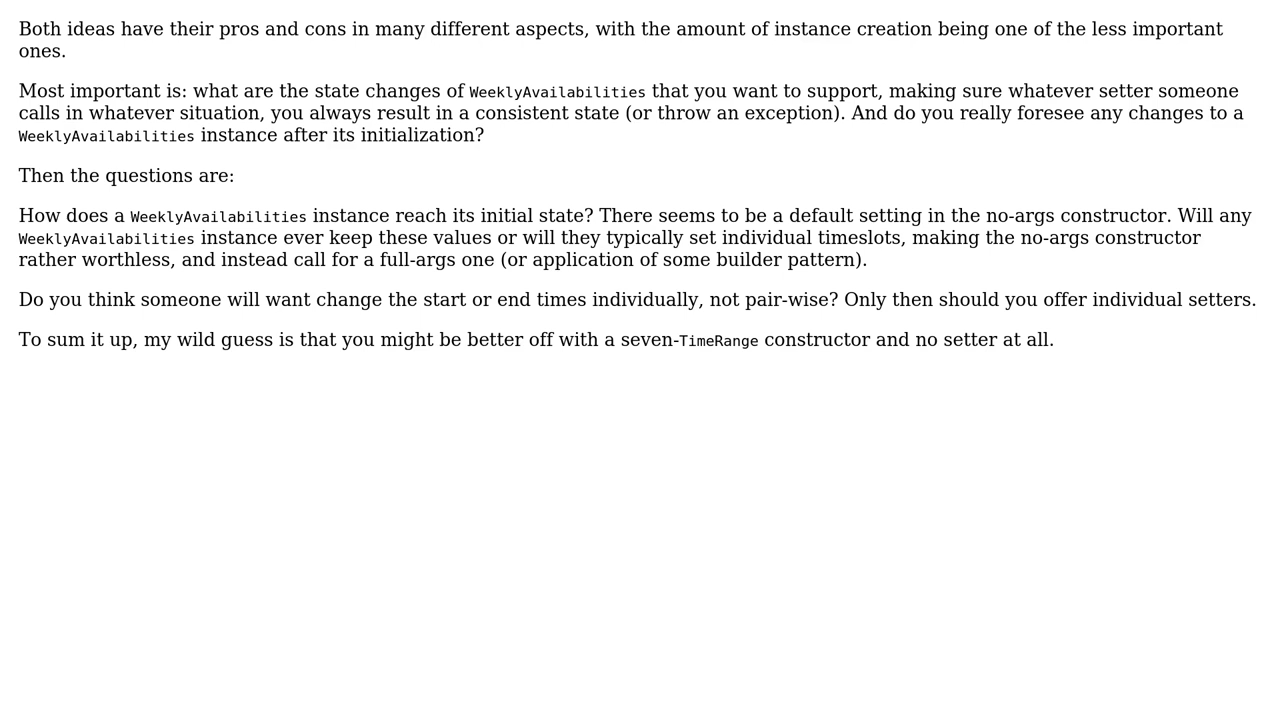 Both ideas have their pros and cons in many different aspects, with the amount of instance creation being one of the less important
ones.
Most important is: what are the state changes of WeeklyAvailabilities that you want to support, making sure whatever setter someone
calls in whatever situation, you always result in a consistent state (or throw an exception). And do you really foresee any changes to a
WeeklyAvailabilities instance after its initialization?
Then the questions are:
How does a WeeklyAvailabilities instance reach its initial state? There seems to be a default setting in the no-args constructor. Will any
WeeklyAvailabilities instance ever keep these values or will they typically set individual timeslots, making the no-args constructor
rather worthless, and instead call for a full-args one (or application of some builder pattern).
Do you think someone will want change the start or end times individually, not pair-wise? Only then should you offer individual setters.
To sum it up, my wild guess is that you might be better off with a seven-TimeRange constructor and no setter at all.